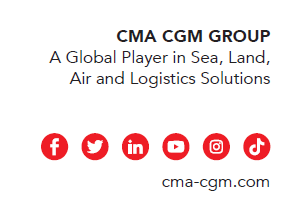 CMA CGM GROUP
A Global Player in Sea, Land,
Air and Logistics Solutions
cma-cgm.com